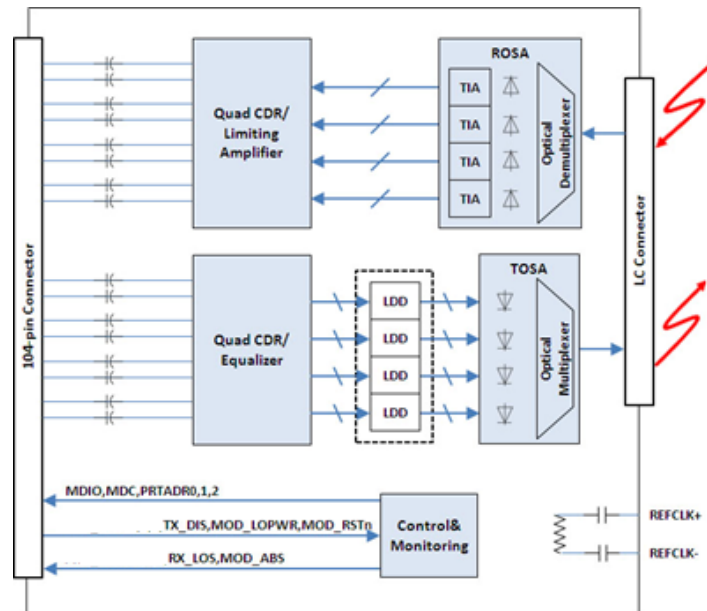 ROSA
Quad CDR/
Limiting
Amplifier
TIA
TIA
TIA
TIA
Optical
Demultiplexer
104-pin Connector
LC Connector
TOSA
Quad CDR/
Equalizer
LDD
LDD
LDD
LDD
Optical
Multiplexer
MDIO,MDC,PRTADR0,1,2
TX_DIS,MOD_LOPWR,MOD_RSTn
RX_LOS,MOD_ABS
Control&
Monitoring
REFCLK+
REFCLK-